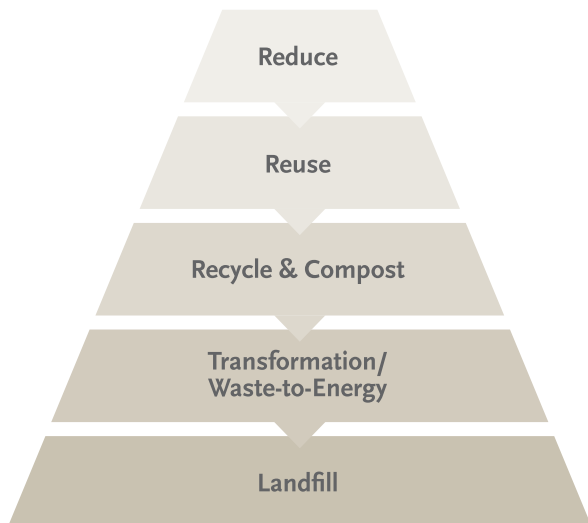 Reduce
Reuse
Recycle & Compost
Transformation/
Waste-to-Energy
Landfill